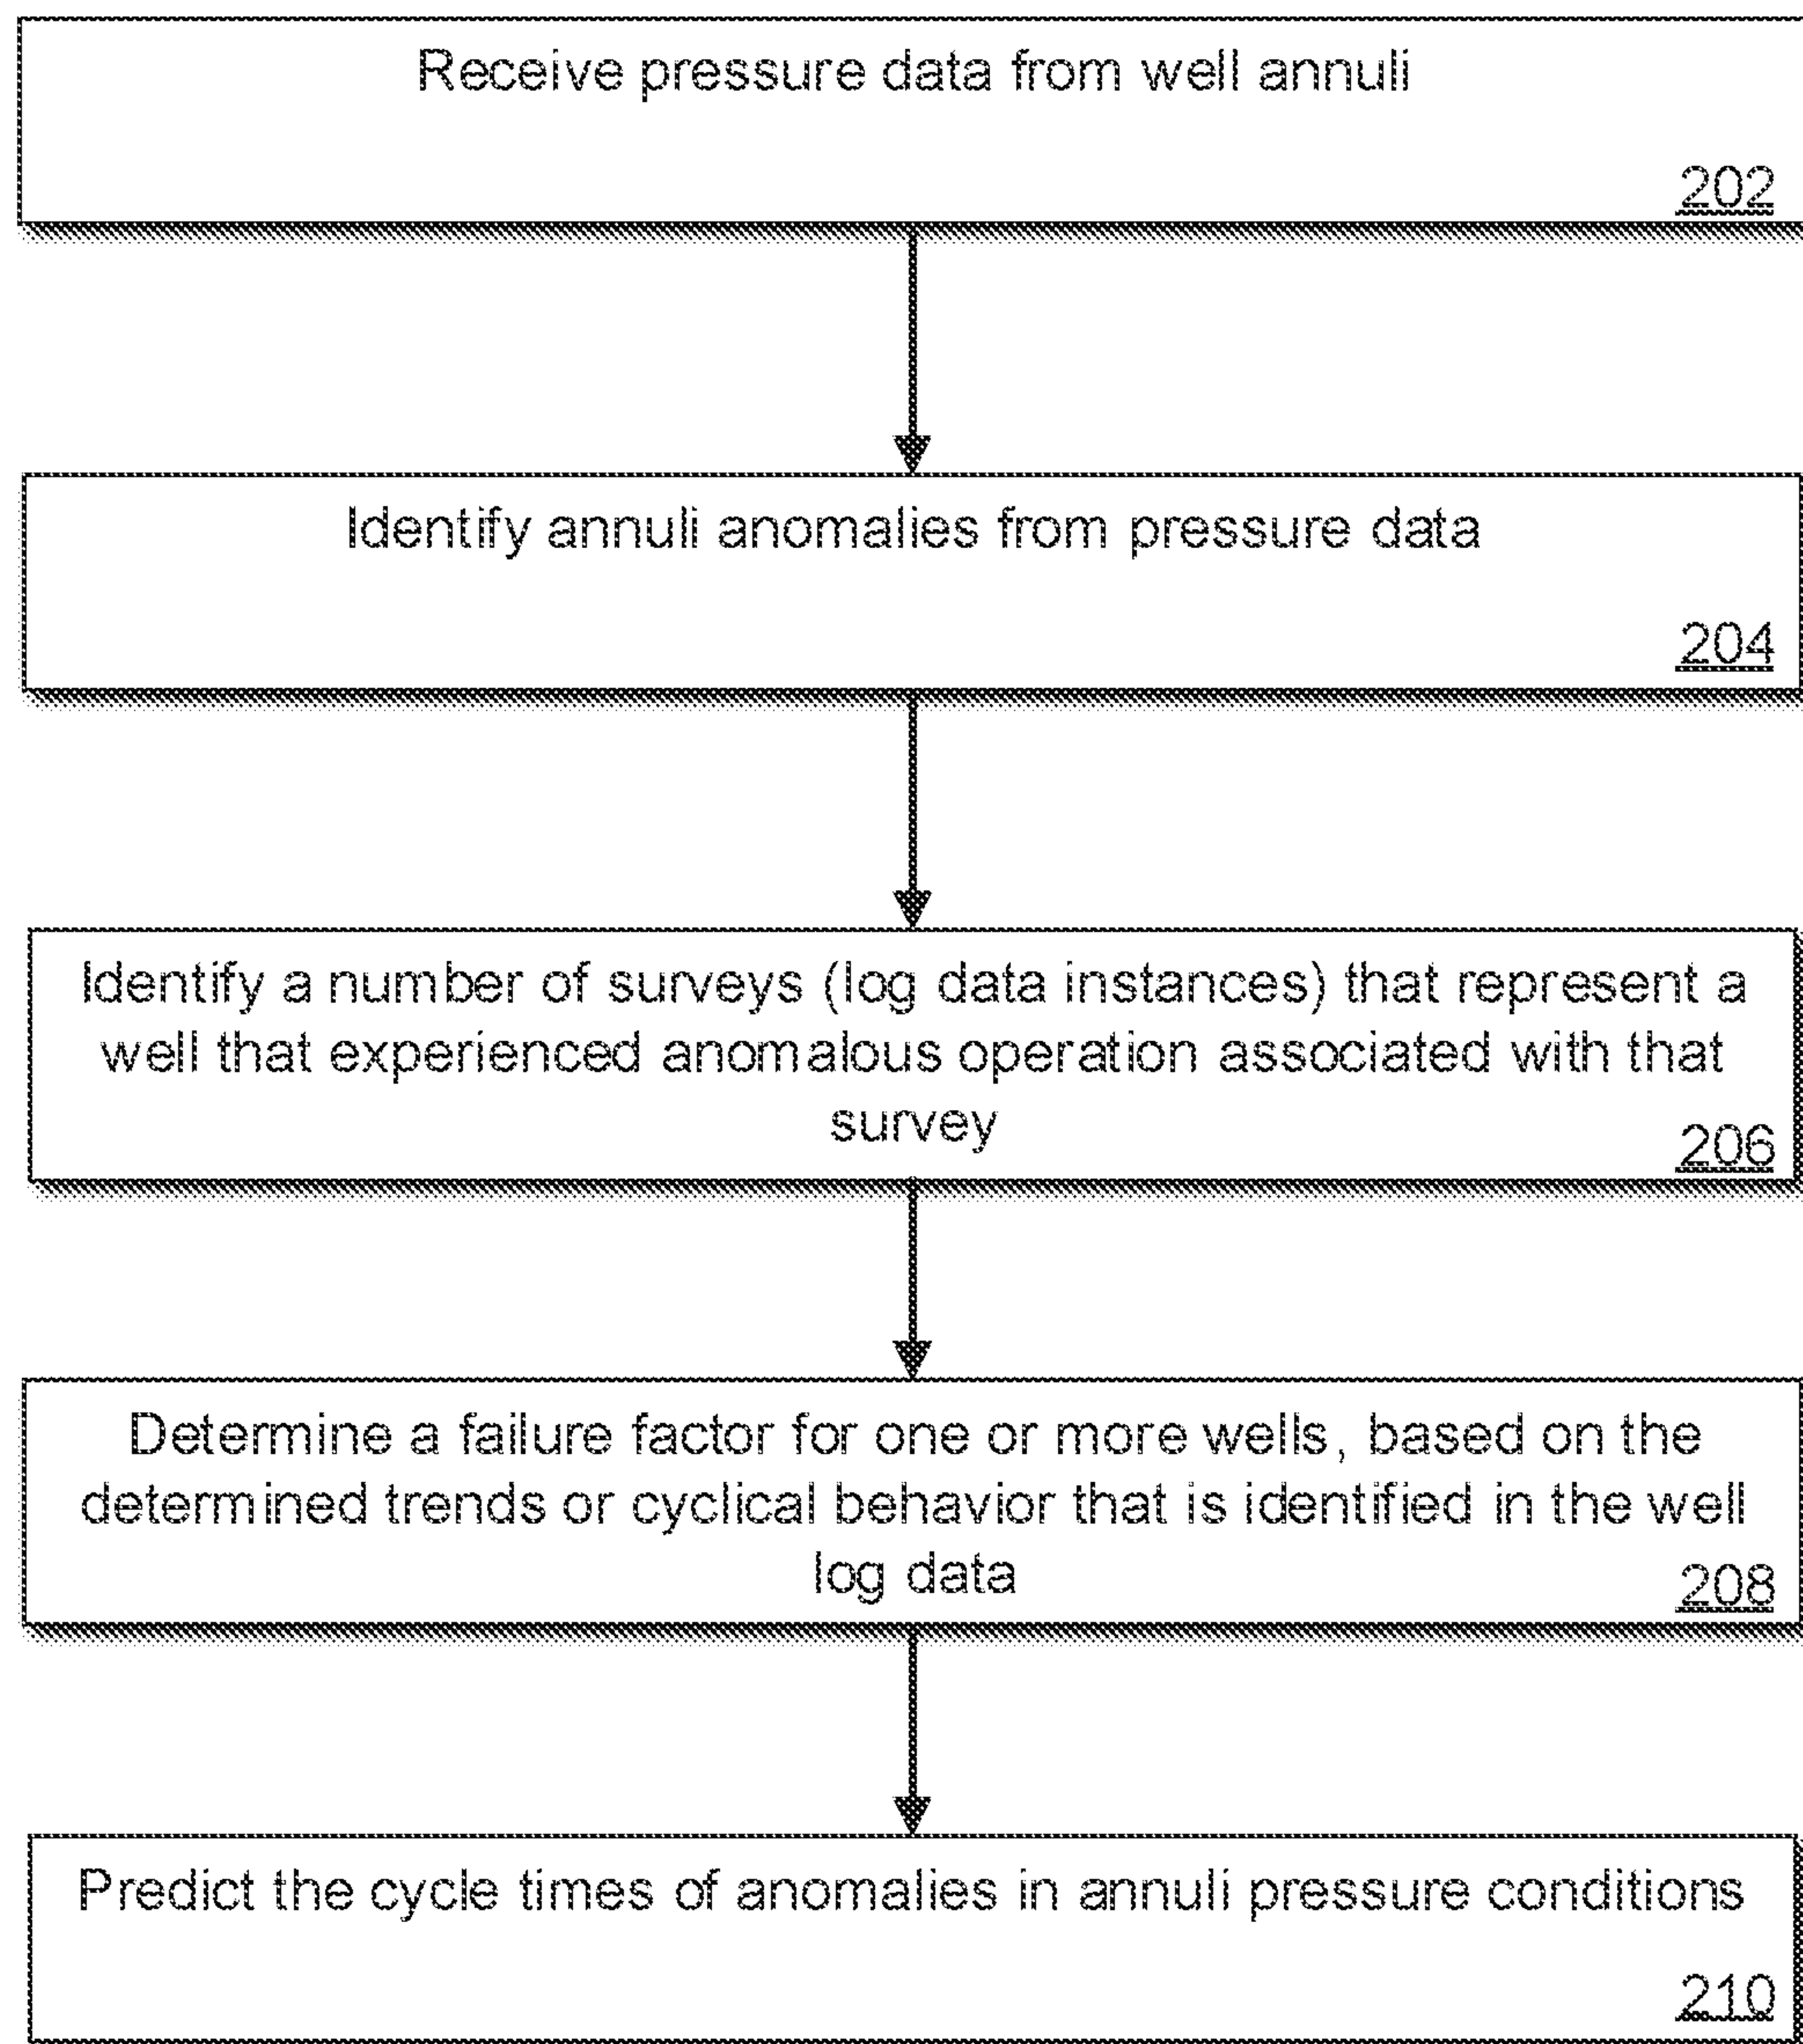 Receive pressure data from well annuli
202
Identify annuli anomalies from pressure data
204
Identify a number of surveys (log data instances) that represent a
well that experienced anomalous operation associated with that
survey
206
Determine a failure factor for one or more wells, based on the
determined trends or cyclical behavior that is identified in the well
log data
208
Predict the cycle times of anomalies in annuli pressure conditions
210